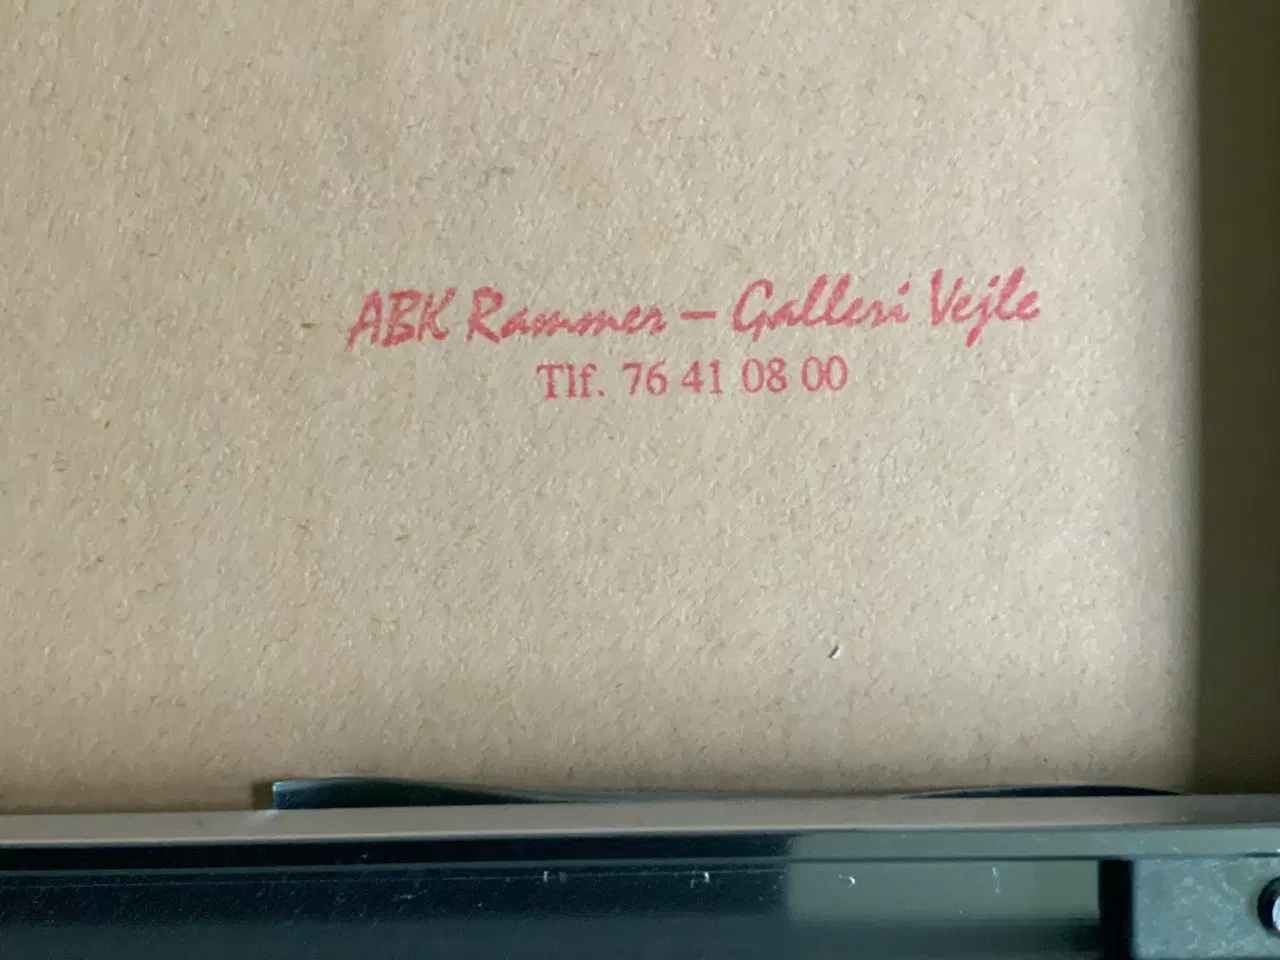 ABK Rammer – Galleri Vejle
Tlf. 76 41 08 00